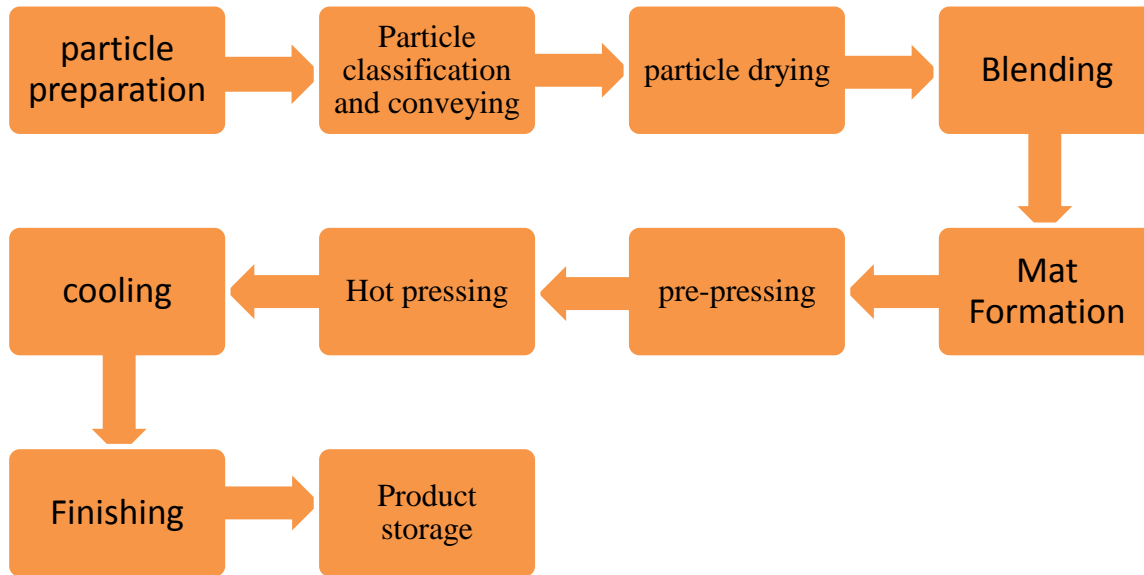 particle
preparation
Particle
classification
and conveying
particle drying
Blending
Mat
Formation
pre-pressing
Hot pressing
cooling
Finishing
Product
storage